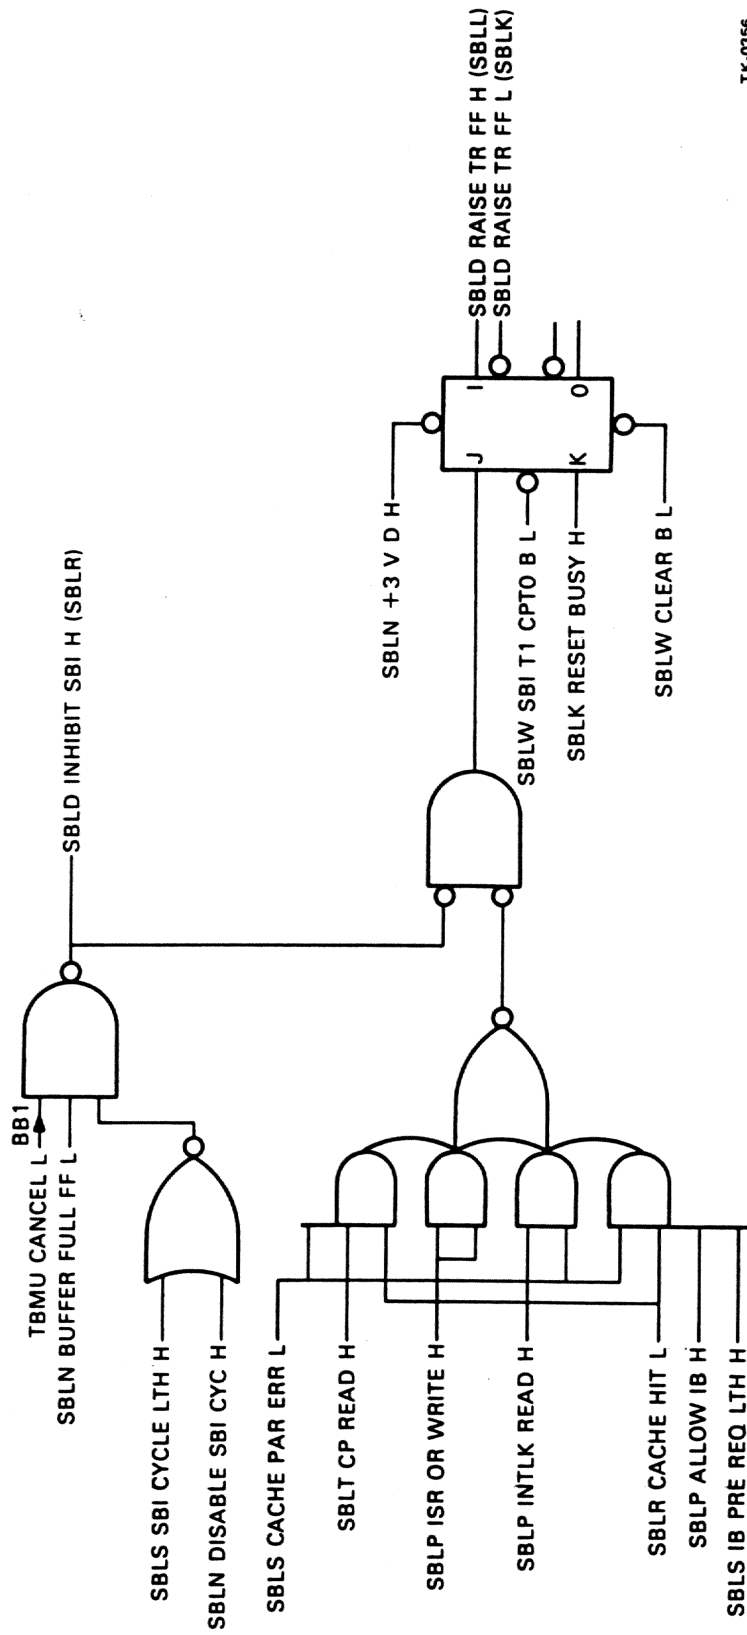 TBMU CANCEL L
BB1
SBLN BUFFER FULL FF L
SBLS SBI CYCLE LTH H
SBLN DISABLE SBI CYC H
SBLS CACHE PAR ERR L
SBLT CP READ H
SBLP ISR OR WRITE H
SBLP INTLK READ H
SBLR CACHE HIT L
SBLP ALLOW IB H
SBLS IB PRE REQ LTH H
SBLD INHIBIT SBI H (SBLR)
SBLN +3 V D H
SBLW SBI T1 CPT0 B L
SBLK RESET BUSY H
SBLW CLEAR B L
J
K
I
0
SBLD RAISE TR FF H (SBLL)
SBLD RAISE TR FF L (SBLK)
TK-0256